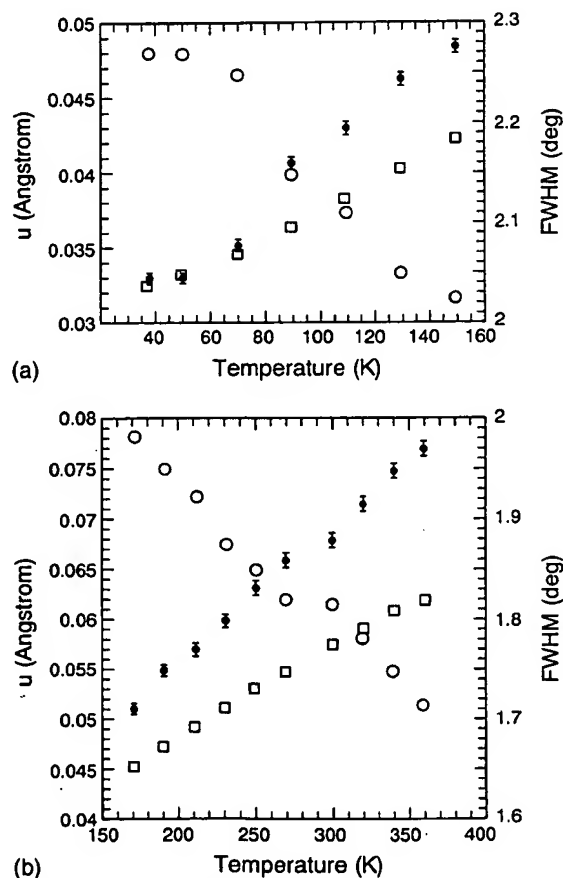 0.05
0.045
0.04
0.035
0.03
u (Angstrom)
2.3
2.2
2.1
2
FWHM (deg)
40 60 80 100 120 140 160
Temperature (K)
(a)
0.08
0.075
0.07
0.065
0.06
0.055
0.05
0.045
0.04
u (Angstrom)
2
1.9
1.8
1.7
1.6
FWHM (deg)
150 200 250 300 350 400
Temperature (K)
(b)